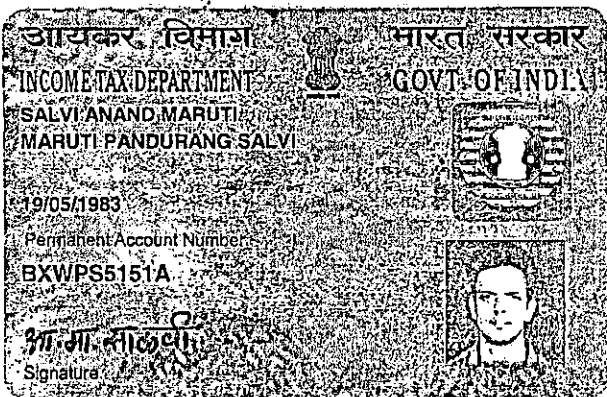 आयकर विभाग
भारत सरकार
INCOME TAX DEPARTMENT
GOVT. OF INDIA
SALVI ANAND MARUTI
MARUTI PANDURANG SALVI
19/05/1983
Permanent Account Number
BXWPS5151A
आ.मा.साळवी
Signature